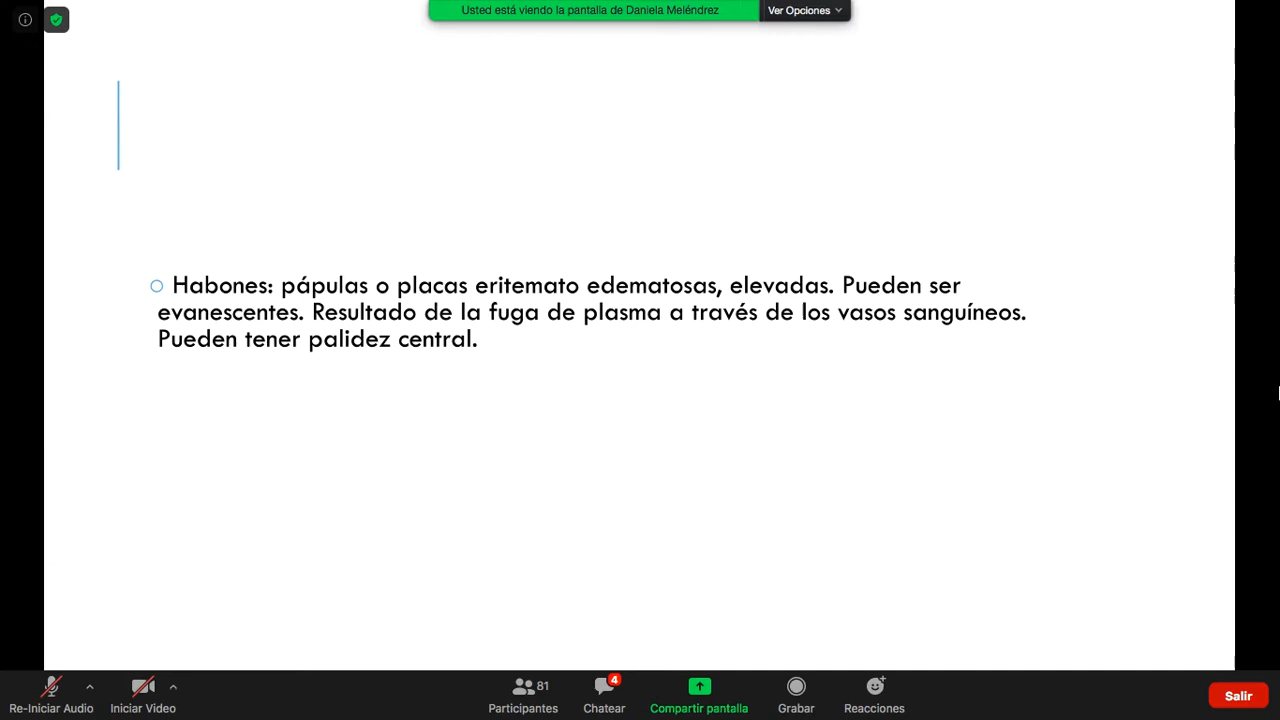 Usted está viendo la pantalla de Daniela Meléndrez
Ver Opciones
Habones: pápulas o placas eritemato edematosas, elevadas. Pueden ser
evanescentes. Resultado de la fuga de plasma a través de los vasos sanguíneos.
Pueden tener palidez central.
81
4
Re-Iniciar Audio
Iniciar Video
Participantes
Chatear
Compartir pantalla
Grabar
Reacciones
Salir